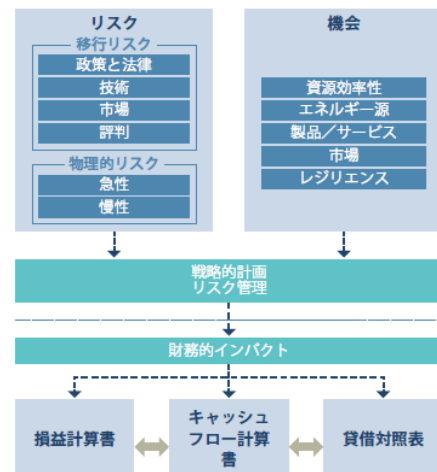 リスク
移行リスク
政策と法律
技術
市場
評判
物理的リスク
急性
慢性
機会
資源効率性
エネルギー源
製品／サービス
市場
レジリエンス
戦略的計画
リスク管理
財務的インパクト
損益計算書
キャッシュ
フロー計算
書
貸借対照表